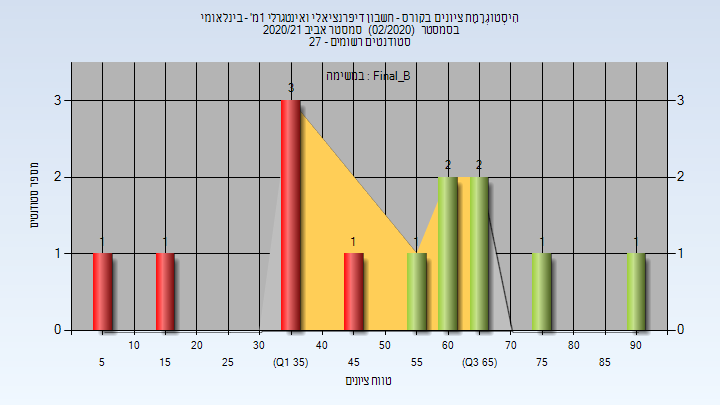 היסטוגרמת ציונים בקורס - חשבון דיפרנציאלי ואינטגרלי 1מ' - בינלאומי
בסמסטר (02/2020) סמסטר אביב 2020/21
סטודנטים רשומים - 27
במשימה : Final_B
מספר סטודנטים
3 3
2 2
1 1
0 0
1 1 3 1 1 2 2 1 1
10 20 30 40 50 60 70 80 90
5 15 25 (Q1 35) 45 55 (Q3 65) 75 85
טווח ציונים